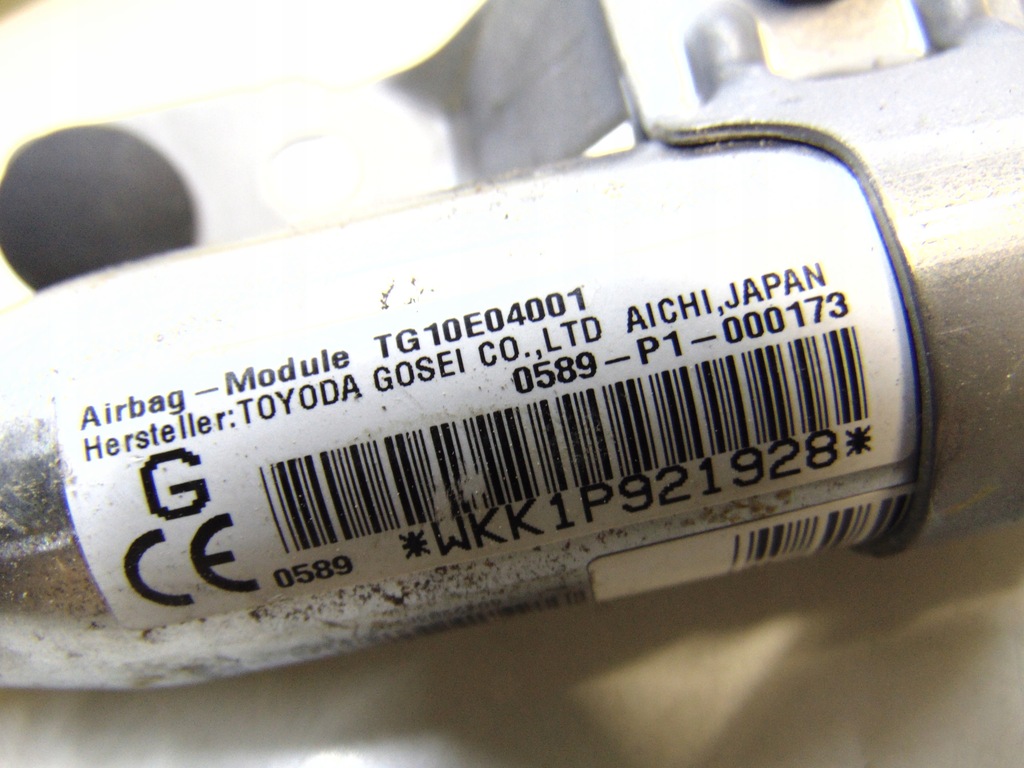 Airbag-Module TG10E04001
Hersteller:TOYODA GOSEI CO.,LTD AICHI,JAPAN
0589-P1-000173
G
CE 0589
*WKK1P921928*